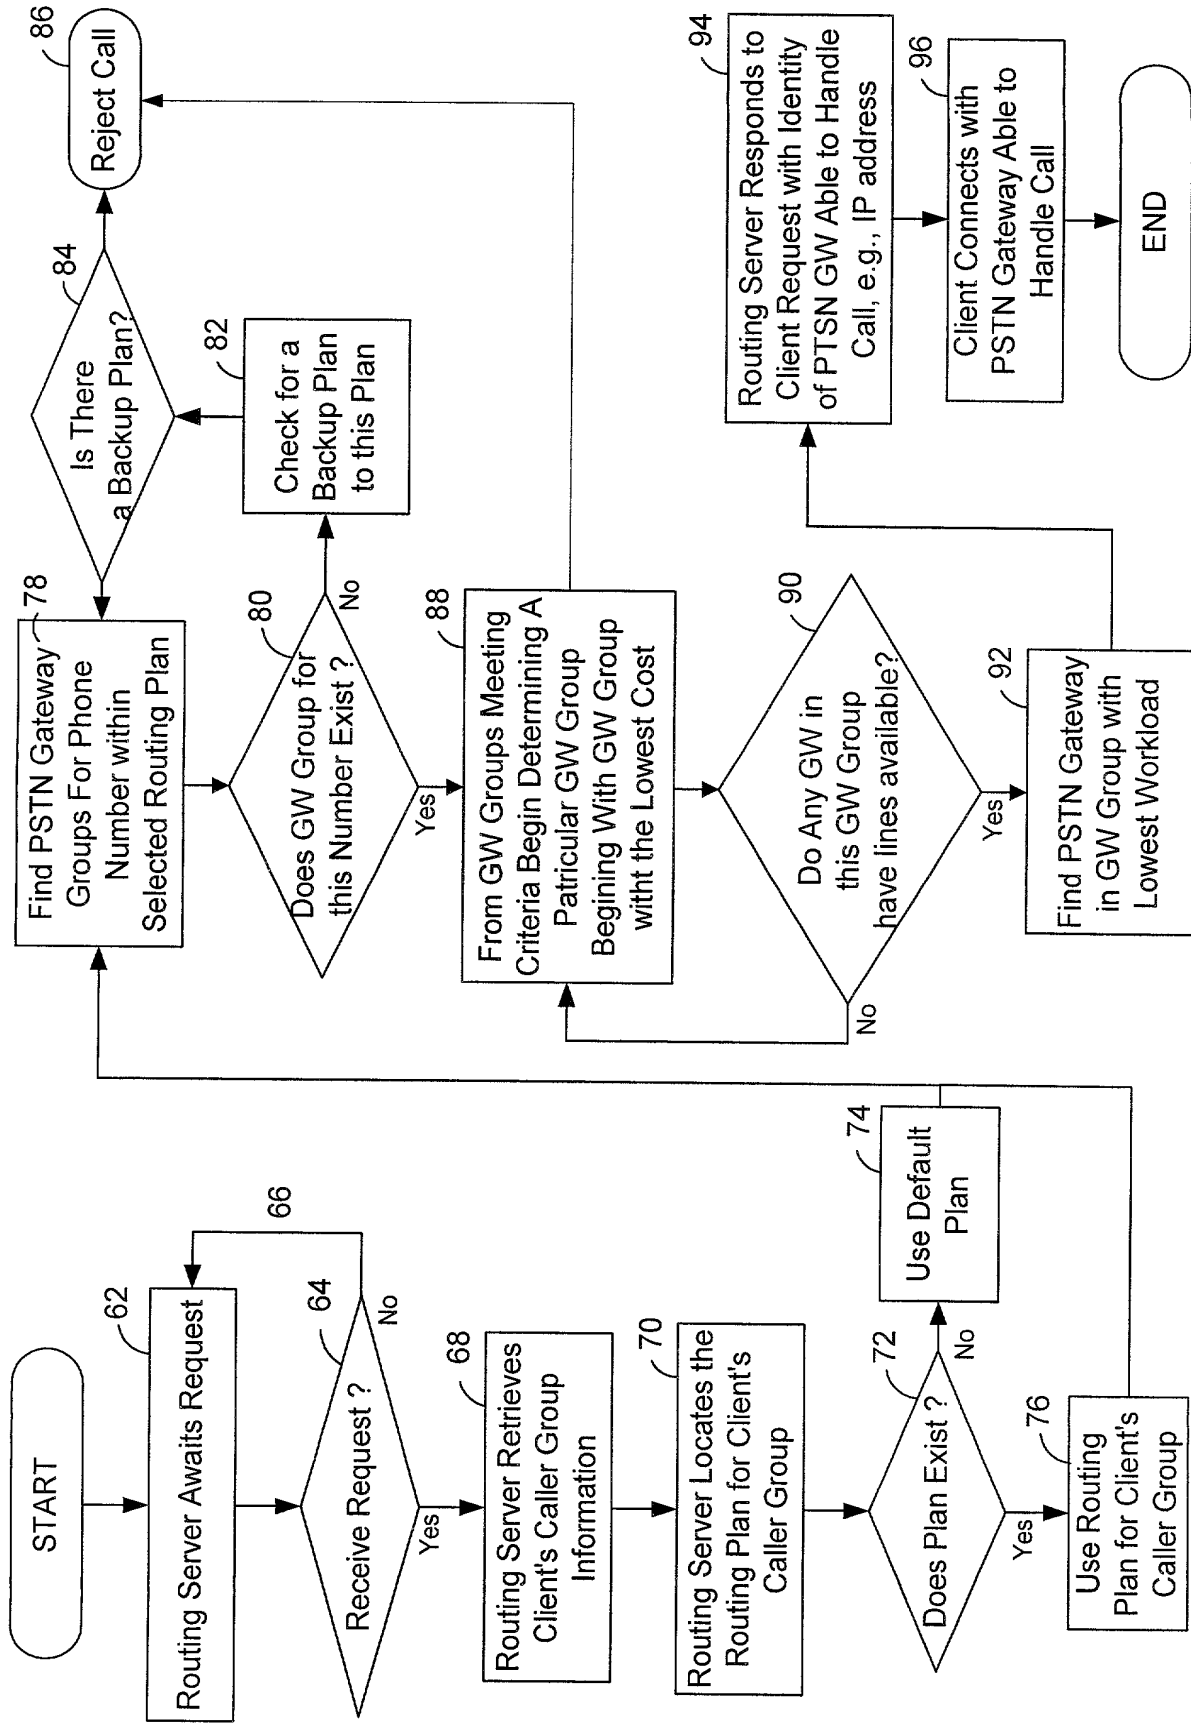 START
62
Routing Server Awaits Request
66
64
Receive Request ?
No
Yes
68
Routing Server Retrieves
Client's Caller Group
Information
70
Routing Server Locates the
Routing Plan for Client's
Caller Group
72
Does Plan Exist ?
No
Yes
74
Use Default
Plan
76
Use Routing
Plan for Client's
Caller Group
78
Find PSTN Gateway
Groups For Phone
Number within
Selected Routing Plan
80
Does GW Group for
this Number Exist ?
No
Yes
82
Check for a
Backup Plan
to this Plan
84
Is There
a Backup Plan?
86
Reject Call
88
From GW Groups Meeting
Criteria Begin Determining A
Patricular GW Group
Begining With GW Group
witht the Lowest Cost
90
Do Any GW in
this GW Group
have lines available?
No
Yes
92
Find PSTN Gateway
in GW Group with
Lowest Workload
94
Routing Server Responds to
Client Request with Identity
of PTSN GW Able to Handle
Call, e.g., IP address
96
Client Connects with
PSTN Gateway Able to
Handle Call
END